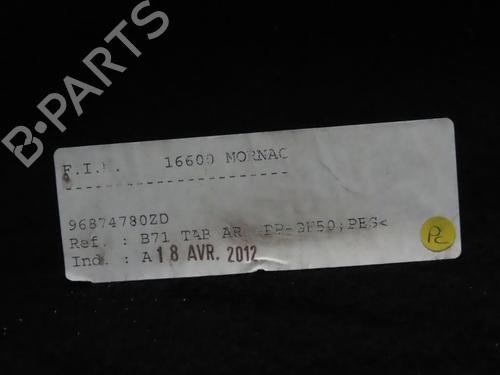 B-PARTS
16600 MORNAC
96874780ZD
Ref. : B71 TAB AR
Ind. : A 18 AVR. 2012
PC